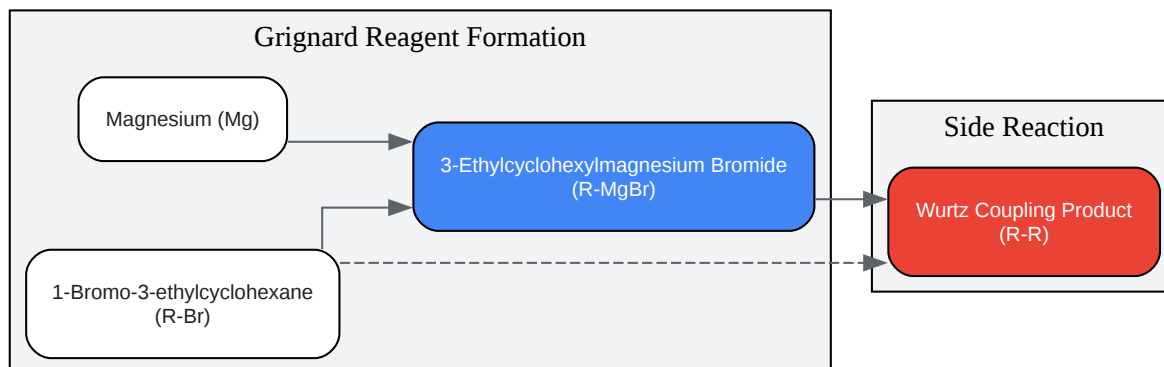 Grignard Reagent Formation
Magnesium (Mg)
1-Bromo-3-ethylcyclohexane
(R-Br)
3-Ethylcyclohexylmagnesium Bromide
(R-MgBr)
Side Reaction
Wurtz Coupling Product
(R-R)